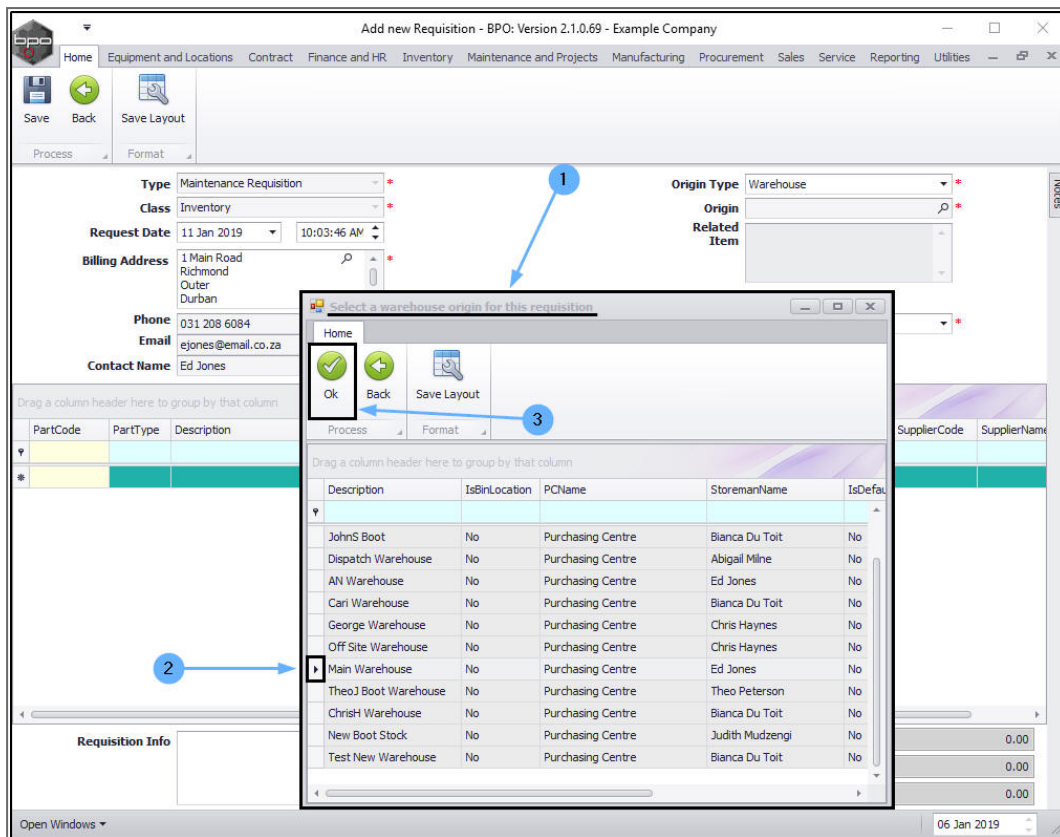 Add new Requisition - BPO: Version 2.1.0.69 - Example Company
bpo
Home Equipment and Locations Contract Finance and HR Inventory Maintenance and Projects Manufacturing Procurement Sales Service Reporting Utilities
Save Back Save Layout
Process Format
1
Type Maintenance Requisition * Origin Type Warehouse *
Class Inventory * Origin *
Request Date 11 Jan 2019 10:03:46 AM Related Item
Billing Address 1 Main Road *
Richmond
Outer
Durban
Notes
Phone 031 208 6084 *
Email ejones@email.co.za
Contact Name Ed Jones
Drag a column header here to group by that column
PartCode PartType Description SupplierCode SupplierName
Select a warehouse origin for this requisition
Home
Ok Back Save Layout
3
Process Format
Drag a column header here to group by that column
Description IsBinLocation PCName StoremanName IsDefau
JohnS Boot No Purchasing Centre Bianca Du Toit No
Dispatch Warehouse No Purchasing Centre Abigail Milne No
AN Warehouse No Purchasing Centre Ed Jones No
Cari Warehouse No Purchasing Centre Bianca Du Toit No
George Warehouse No Purchasing Centre Chris Haynes No
Off Site Warehouse No Purchasing Centre Chris Haynes No
2
Main Warehouse No Purchasing Centre Ed Jones No
TheoJ Boot Warehouse No Purchasing Centre Theo Peterson No
ChrisH Warehouse No Purchasing Centre Bianca Du Toit No
New Boot Stock No Purchasing Centre Judith Mudzengi No
Test New Warehouse No Purchasing Centre Bianca Du Toit No
Requisition Info 0.00
0.00
0.00
Open Windows 06 Jan 2019